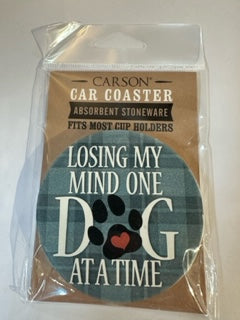 CARSON®
CAR COASTER
ABSORBENT STONEWARE
FITS MOST CUP HOLDERS
LOSING MY
MIND ONE
DOG
AT A TIME